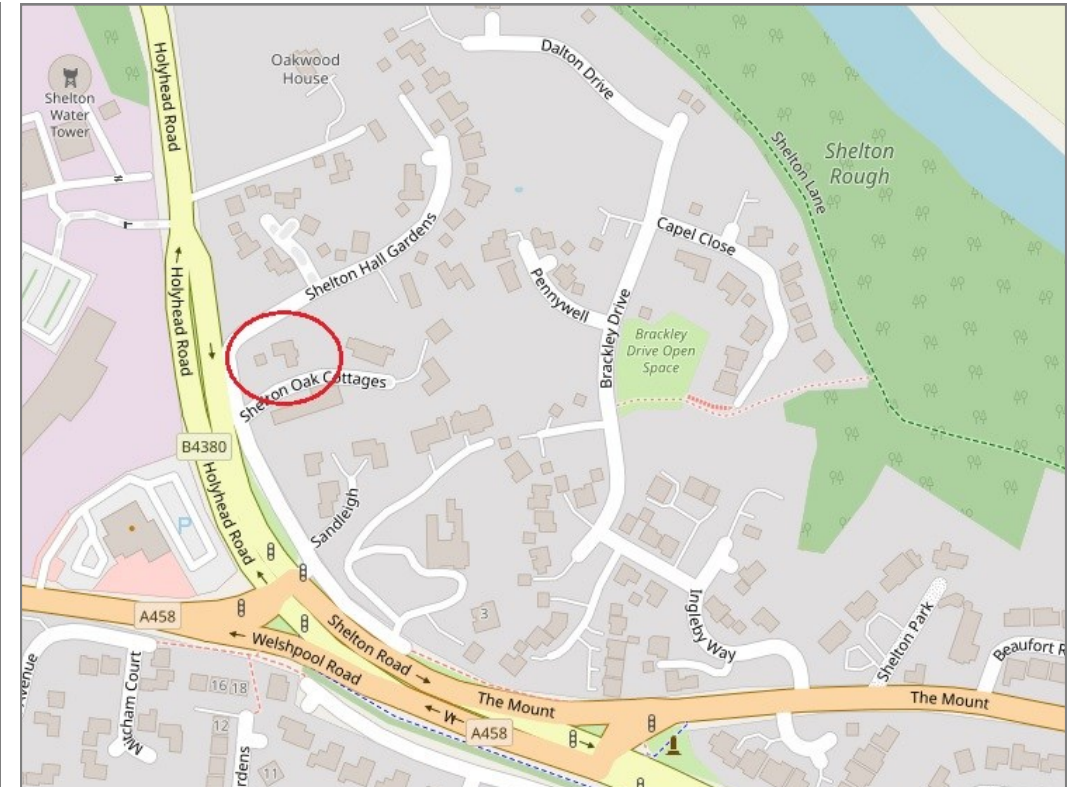 Holyhead Road
Oakwood
House
Dalton Drive
Shelton
Water
Tower
Shelton Lane
Shelton
Rough
Capel Close
Shelton Hall Gardens
Holyhead Road
Pennywell
Brackley Drive
Brackley
Drive Open
Space
Shelton Oak Cottages
B4380
Holyhead Road
P
Sandleigh
A458
3
Ingleby Way
Shelton Park
Beaufort R
Shelton Road
Welshpool Road
The Mount
The Mount
A458
Avenue
Mitcham Court
16 18
12
11
rdens